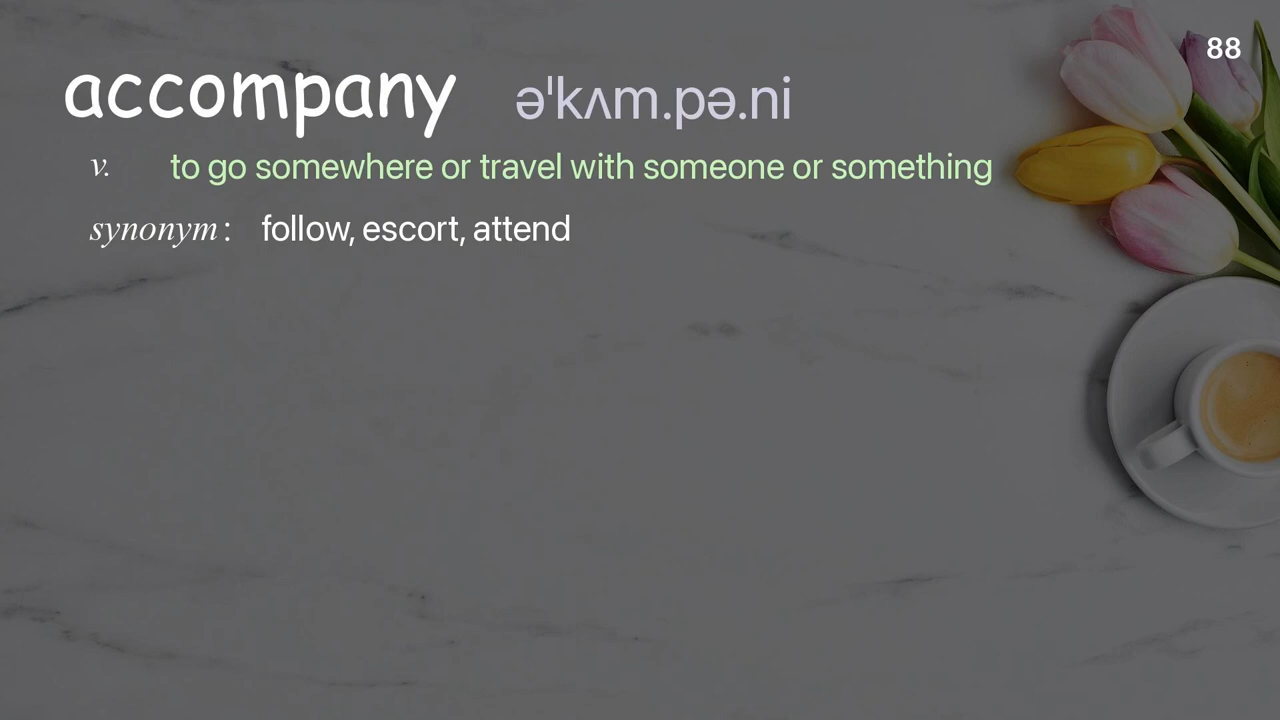 88
accompany əˈkʌm.pə.ni
v. to go somewhere or travel with someone or something
synonym: follow, escort, attend